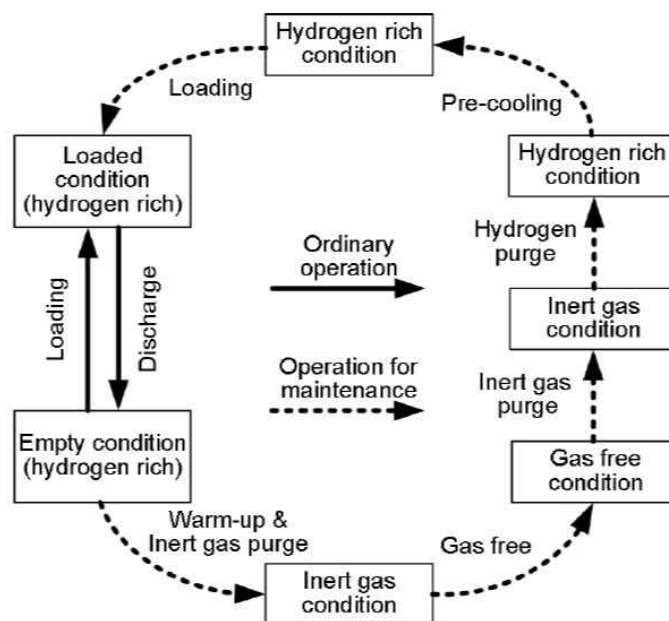 Hydrogen rich
condition
Loading
Pre-cooling
Loaded
condition
(hydrogen rich)
Hydrogen rich
condition
Ordinary
operation
Hydrogen
purge
Loading
Discharge
Inert gas
condition
Operation for
maintenance
Inert gas
purge
Empty condition
(hydrogen rich)
Gas free
condition
Warm-up &
Inert gas purge
Gas free
Inert gas
condition